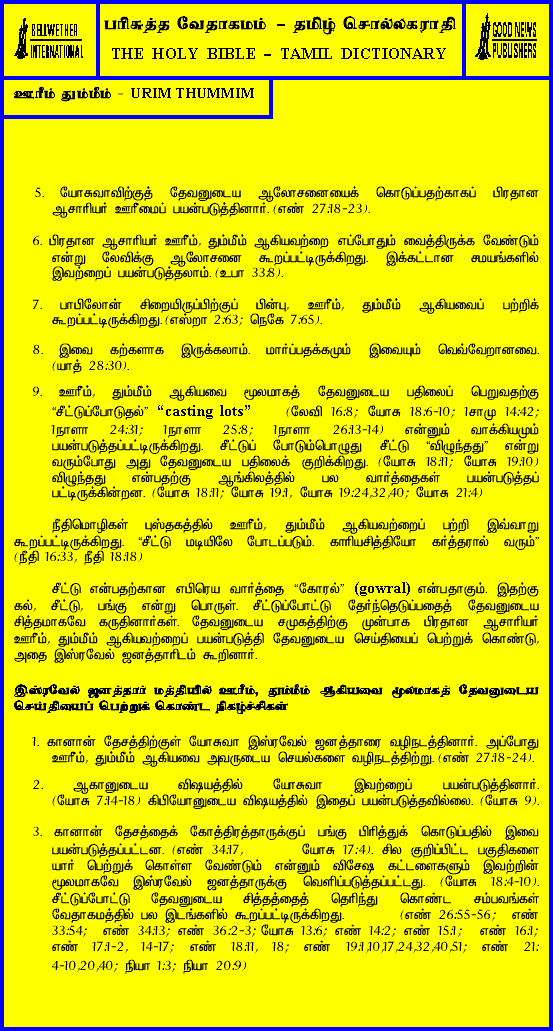 BELLWETHER
INTERNATIONAL
பரிசுத்த வேதாகமம் – தமிழ் சொல்லகராதி
THE HOLY BIBLE – TAMIL DICTIONARY
GOOD NEWS
PUBLISHERS
ஊரீம் தும்மீம் - URIM THUMMIM
5. யோசுவாவிற்குத் தேவனுடைய ஆலோசனையைக் கொடுப்பதற்காகப் பிரதான
ஆசாரியர் ஊரீமைப் பயன்படுத்தினார். (எண் 27:18-23).
6. பிரதான ஆசாரியர் ஊரீம், தும்மீம் ஆகியவற்றை எப்போதும் வைத்திருக்க வேண்டும்
என்று லேவிக்கு ஆலோசனை கூறப்பட்டிருக்கிறது. இக்கட்டான சமயங்களில்
இவற்றைப் பயன்படுத்தலாம். (உபா 33:8).
7. பாபிலோன் சிறையிருப்பிற்குப் பின்பு, ஊரீம், தும்மீம் ஆகியவைப் பற்றிக்
கூறப்பட்டிருக்கிறது. (எஸ்றா 2:63; நெகே 7:65).
8. இவை கற்களாக இருக்கலாம். மார்ப்பதக்கமும் இவையும் வெவ்வேறானவை.
(யாத் 28:30).
9. ஊரீம், தும்மீம் ஆகியவை மூலமாகத் தேவனுடைய பதிலைப் பெறுவதற்கு
“சீட்டுப்போடுதல்” “casting lots” (லேவி 16:8; யோசு 18:6-10; 1சாமு 14:42;
1நாளா 24:31; 1நாளா 25:8; 1நாளா 26:13-14) என்னும் வாக்கியமும்
பயன்படுத்தப்பட்டிருக்கிறது. சீட்டுப் போடும்பொழுது சீட்டு “விழுந்தது” என்று
வரும்போது அது தேவனுடைய பதிலைக் குறிக்கிறது. (யோசு 18:11; யோசு 19:10)
விழுந்தது என்பதற்கு ஆங்கிலத்தில் பல வார்த்தைகள் பயன்படுத்தப்
பட்டிருக்கின்றன. (யோசு 18:11; யோசு 19:1, யோசு 19:24,32,40; யோசு 21:4)
நீதிமொழிகள் புஸ்தகத்தில் ஊரீம், தும்மீம் ஆகியவற்றைப் பற்றி இவ்வாறு
கூறப்பட்டிருக்கிறது. “சீட்டு மடியிலே போடப்படும். காரியசித்தியோ கர்த்தரால் வரும்”
(நீதி 16:33, நீதி 18:18)
சீட்டு என்பதற்கான எபிரெய வார்த்தை “கோரல்” (gowral) என்பதாகும். இதற்கு
கல், சீட்டு, பங்கு என்று பொருள். சீட்டுப்போட்டு தேர்ந்தெடுப்பதைத் தேவனுடைய
சித்தமாகவே கருதினார்கள். தேவனுடைய சமுகத்திற்கு முன்பாக பிரதான ஆசாரியர்
ஊரீம், தும்மீம் ஆகியவற்றைப் பயன்படுத்தி தேவனுடைய செய்தியைப் பெற்றுக் கொண்டு,
அதை இஸ்ரவேல் ஜனத்தாரிடம் கூறினார்.
இஸ்ரவேல் ஜனத்தார் மத்தியில் ஊரீம், தும்மீம் ஆகியவை மூலமாகத் தேவனுடைய
செய்தியைப் பெற்றுக் கொண்ட நிகழ்ச்சிகள்
1. கானான் தேசத்திற்குள் யோசுவா இஸ்ரவேல் ஜனத்தாரை வழிநடத்தினார். அப்போது
ஊரீம், தும்மீம் ஆகியவை அவருடைய செயல்களை வழிநடத்திற்று. (எண் 27:18-24).
2. ஆகானுடைய விஷயத்தில் யோசுவா இவற்றைப் பயன்படுத்தினார்.
(யோசு 7:14-18) கிபியோனுடைய விஷயத்தில் இதைப் பயன்படுத்தவில்லை. (யோசு 9).
3. கானான் தேசத்தைக் கோத்திரத்தாருக்குப் பங்கு பிரித்துக் கொடுப்பதில் இவை
பயன்படுத்தப்பட்டன. (எண் 34:17, யோசு 17:4). சில குறிப்பிட்ட பகுதிகளை
யார் பெற்றுக் கொள்ள வேண்டும் என்னும் விசேஷ கட்டளைகளும் இவற்றின்
மூலமாகவே இஸ்ரவேல் ஜனத்தாருக்கு வெளிப்படுத்தப்பட்டது. (யோசு 18:4-10).
சீட்டுப்போட்டு தேவனுடைய சித்தத்தைத் தெரிந்து கொண்ட சம்பவங்கள்
வேதாகமத்தில் பல இடங்களில் கூறப்பட்டிருக்கிறது. (எண் 26:55-56; எண்
33:54; எண் 34:13; எண் 36:2-3; யோசு 13:6; எண் 14:2; எண் 15:1; எண் 16:1;
எண் 17:1-2, 14-17; எண் 18:11, 18; எண் 19:1,10,17,24,32,40,51; எண் 21:
4-10,20,40; நியா 1:3; நியா 20:9)